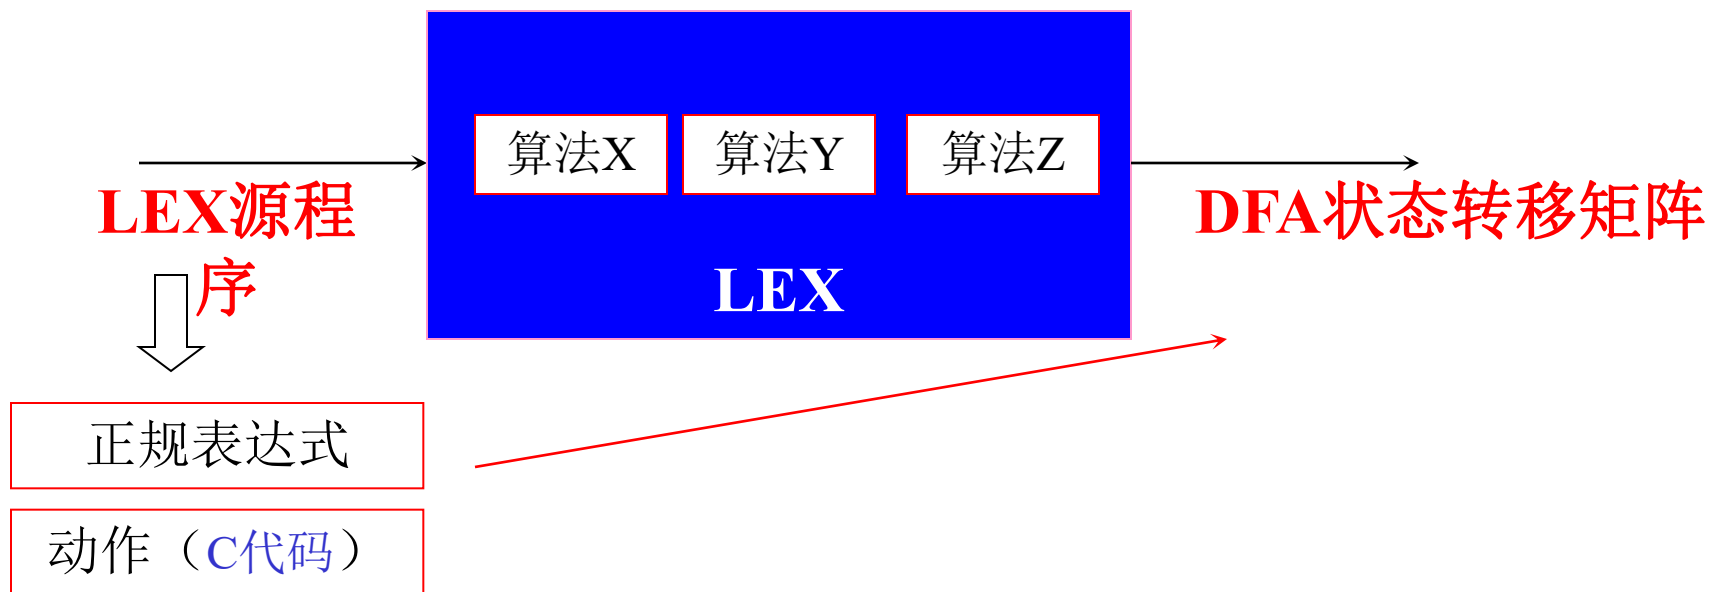 算法X
算法Y
算法Z
LEX源程
序
DFA状态转移矩阵
LEX
正规表达式
动作（C代码）